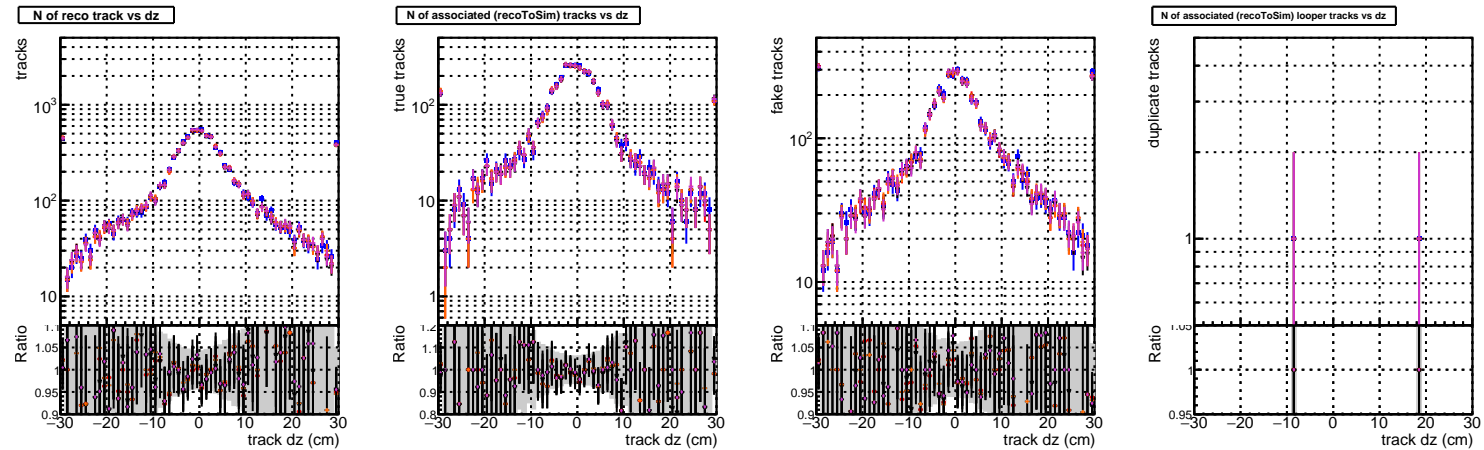 N of reco track vs dz
tracks
10³
10²
10
Ratio
1.1
1.05
1
0.95
0.9
−30 −20 −10 0 10 20 30
track dz (cm)
N of associated (recoToSim) tracks vs dz
true tracks
10²
10
1
Ratio
1.2
1.1
1
0.9
0.8
−30 −20 −10 0 10 20 30
track dz (cm)
fake tracks
10²
10
Ratio
1.1
1.05
1
0.95
0.9
−30 −20 −10 0 10 20 30
track dz (cm)
N of associated (recoToSim) looper tracks vs dz
duplicate tracks
1
Ratio
1.05
1
0.95
−30 −20 −10 0 10 20 30
track dz (cm)